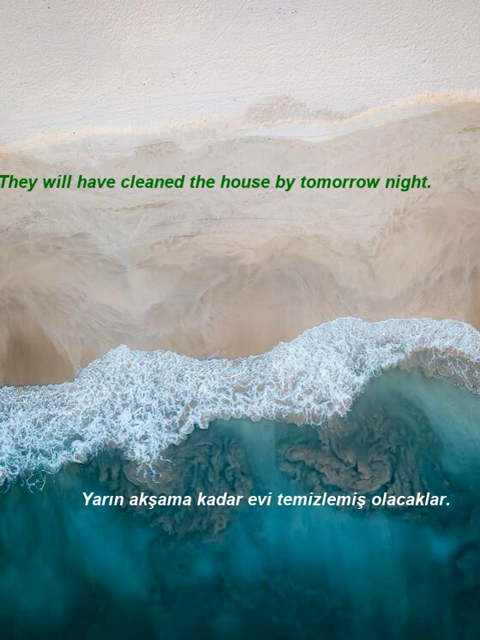 They will have cleaned the house by tomorrow night.
Yarın akşama kadar evi temizlemiş olacaklar.